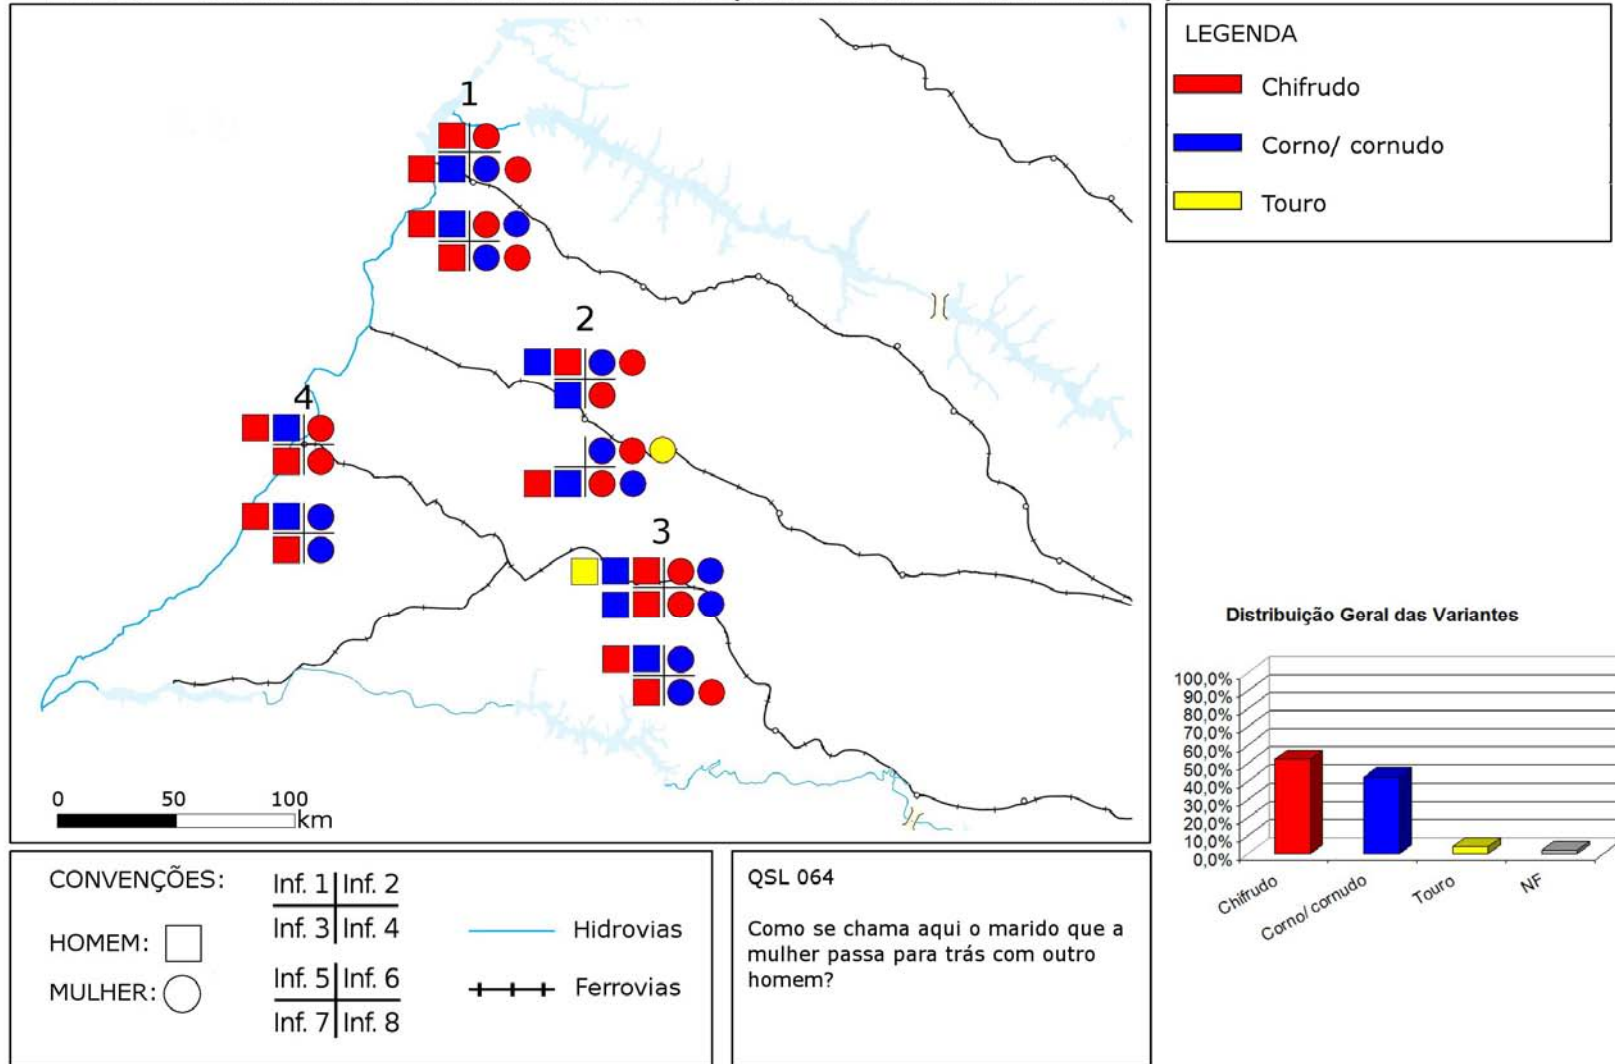 LEGENDA
Chifrudo
Corno/ cornudo
Touro
1
2
4
3
0 50 100
km
Distribuição Geral das Variantes
100,0%
90,0%
80,0%
70,0%
60,0%
50,0%
40,0%
30,0%
20,0%
10,0%
0,0%
Chifrudo
Corno/ cornudo
Touro
NF
CONVENÇÕES:
HOMEM:
MULHER:
Inf. 1 Inf. 2
Inf. 3 Inf. 4
Inf. 5 Inf. 6
Inf. 7 Inf. 8
Hidrovias
Ferrovias
QSL 064
Como se chama aqui o marido que a
mulher passa para trás com outro
homem?